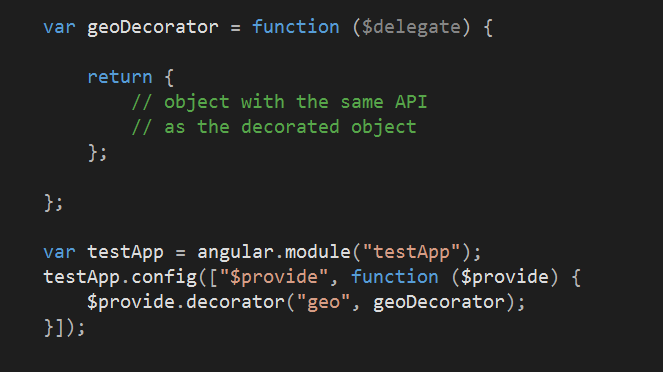 var geoDecorator = function ($delegate) {
return {
// object with the same API
// as the decorated object
};
};
var testApp = angular.module("testApp");
testApp.config(["$provide", function ($provide) {
$provide.decorator("geo", geoDecorator);
}]);